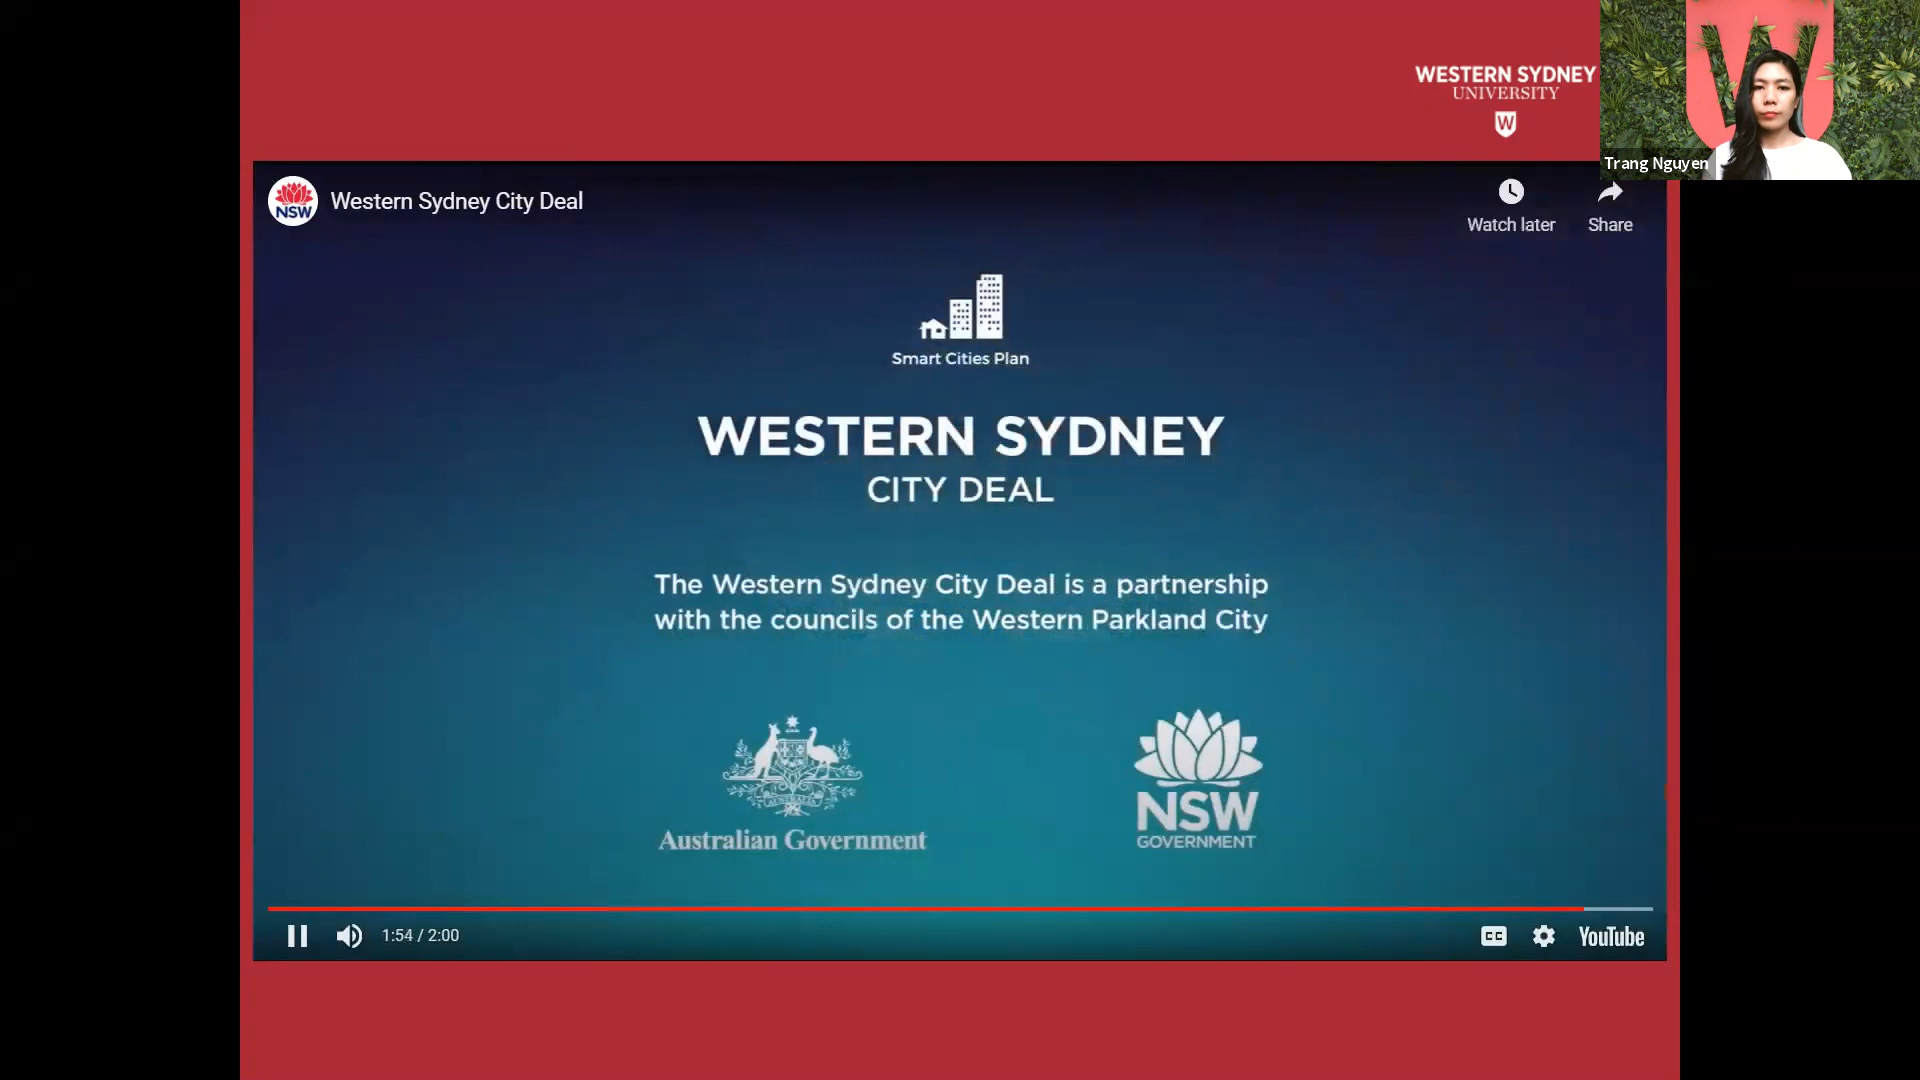 WESTERN SYDNEY
UNIVERSITY
W
W
Trang Nguyen
NSW
Western Sydney City Deal
Watch later
Share
Smart Cities Plan
WESTERN SYDNEY
CITY DEAL
The Western Sydney City Deal is a partnership
with the councils of the Western Parkland City
AUSTRALIA
Australian Government
NSW
GOVERNMENT
1:54 / 2:00
CC
YouTube